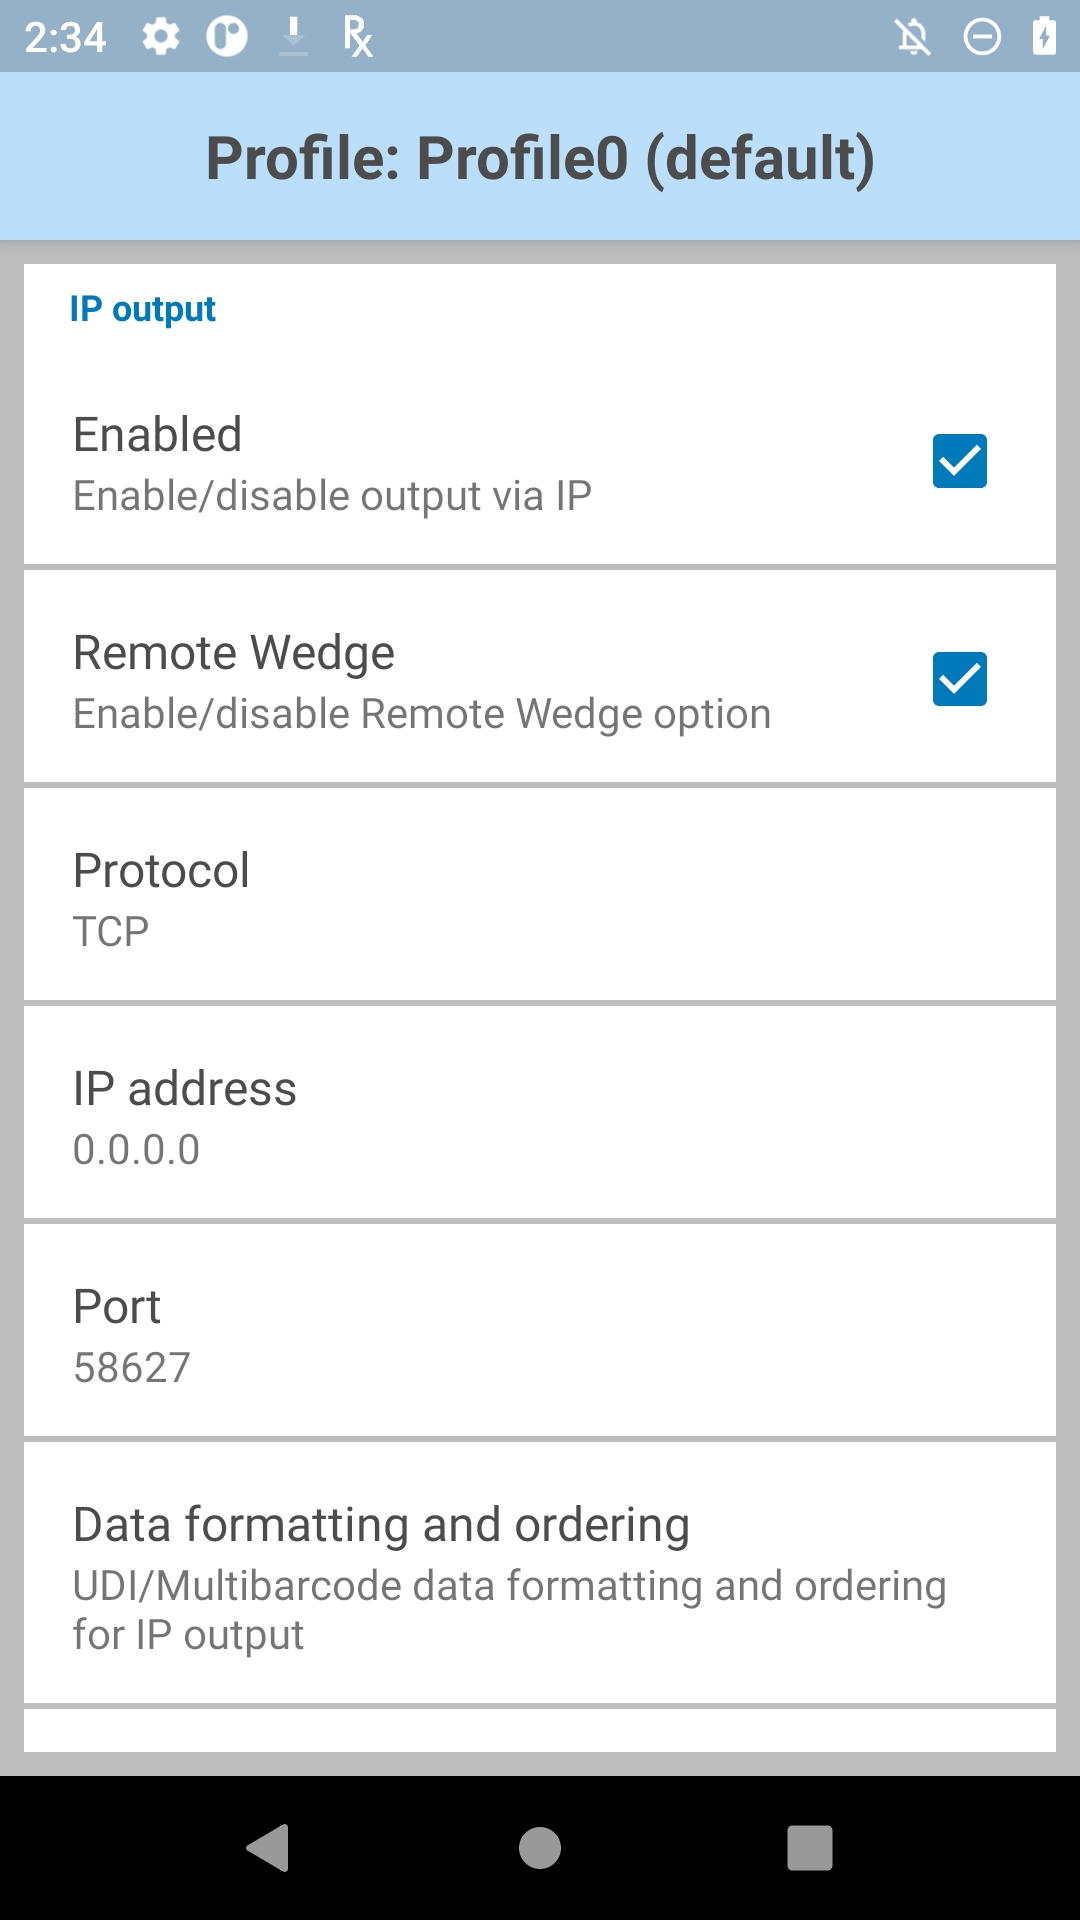 2:34
Profile: Profile0 (default)
IP output
Enabled
Enable/disable output via IP
Remote Wedge
Enable/disable Remote Wedge option
Protocol
TCP
IP address
0.0.0.0
Port
58627
Data formatting and ordering
UDI/Multibarcode data formatting and ordering
for IP output